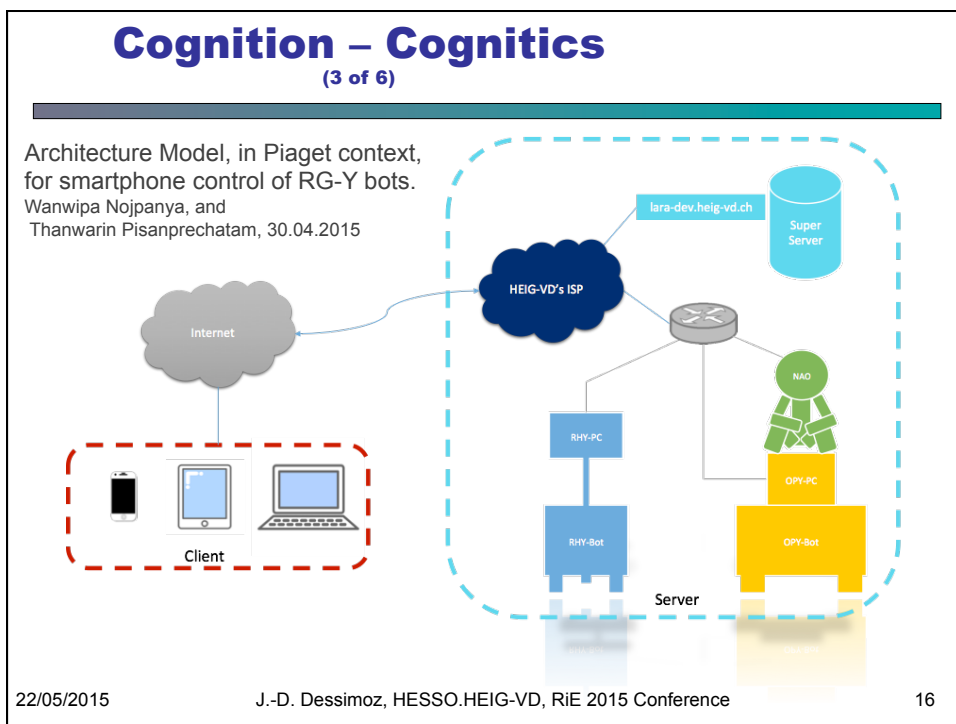 Cognition – Cognitics
(3 of 6)
Architecture Model, in Piaget context,
for smartphone control of RG-Y bots.
Wanwipa Nojpanya, and
Thanwarin Pisanprechatam, 30.04.2015
lara-dev.heig-vd.ch
Super
Server
HEIG-VD's ISP
Internet
NAO
RHY-PC
OPY-PC
RHY-Bot
OPY-Bot
Client
Server
22/05/2015 J.-D. Dessimoz, HESSO.HEIG-VD, RiE 2015 Conference 16